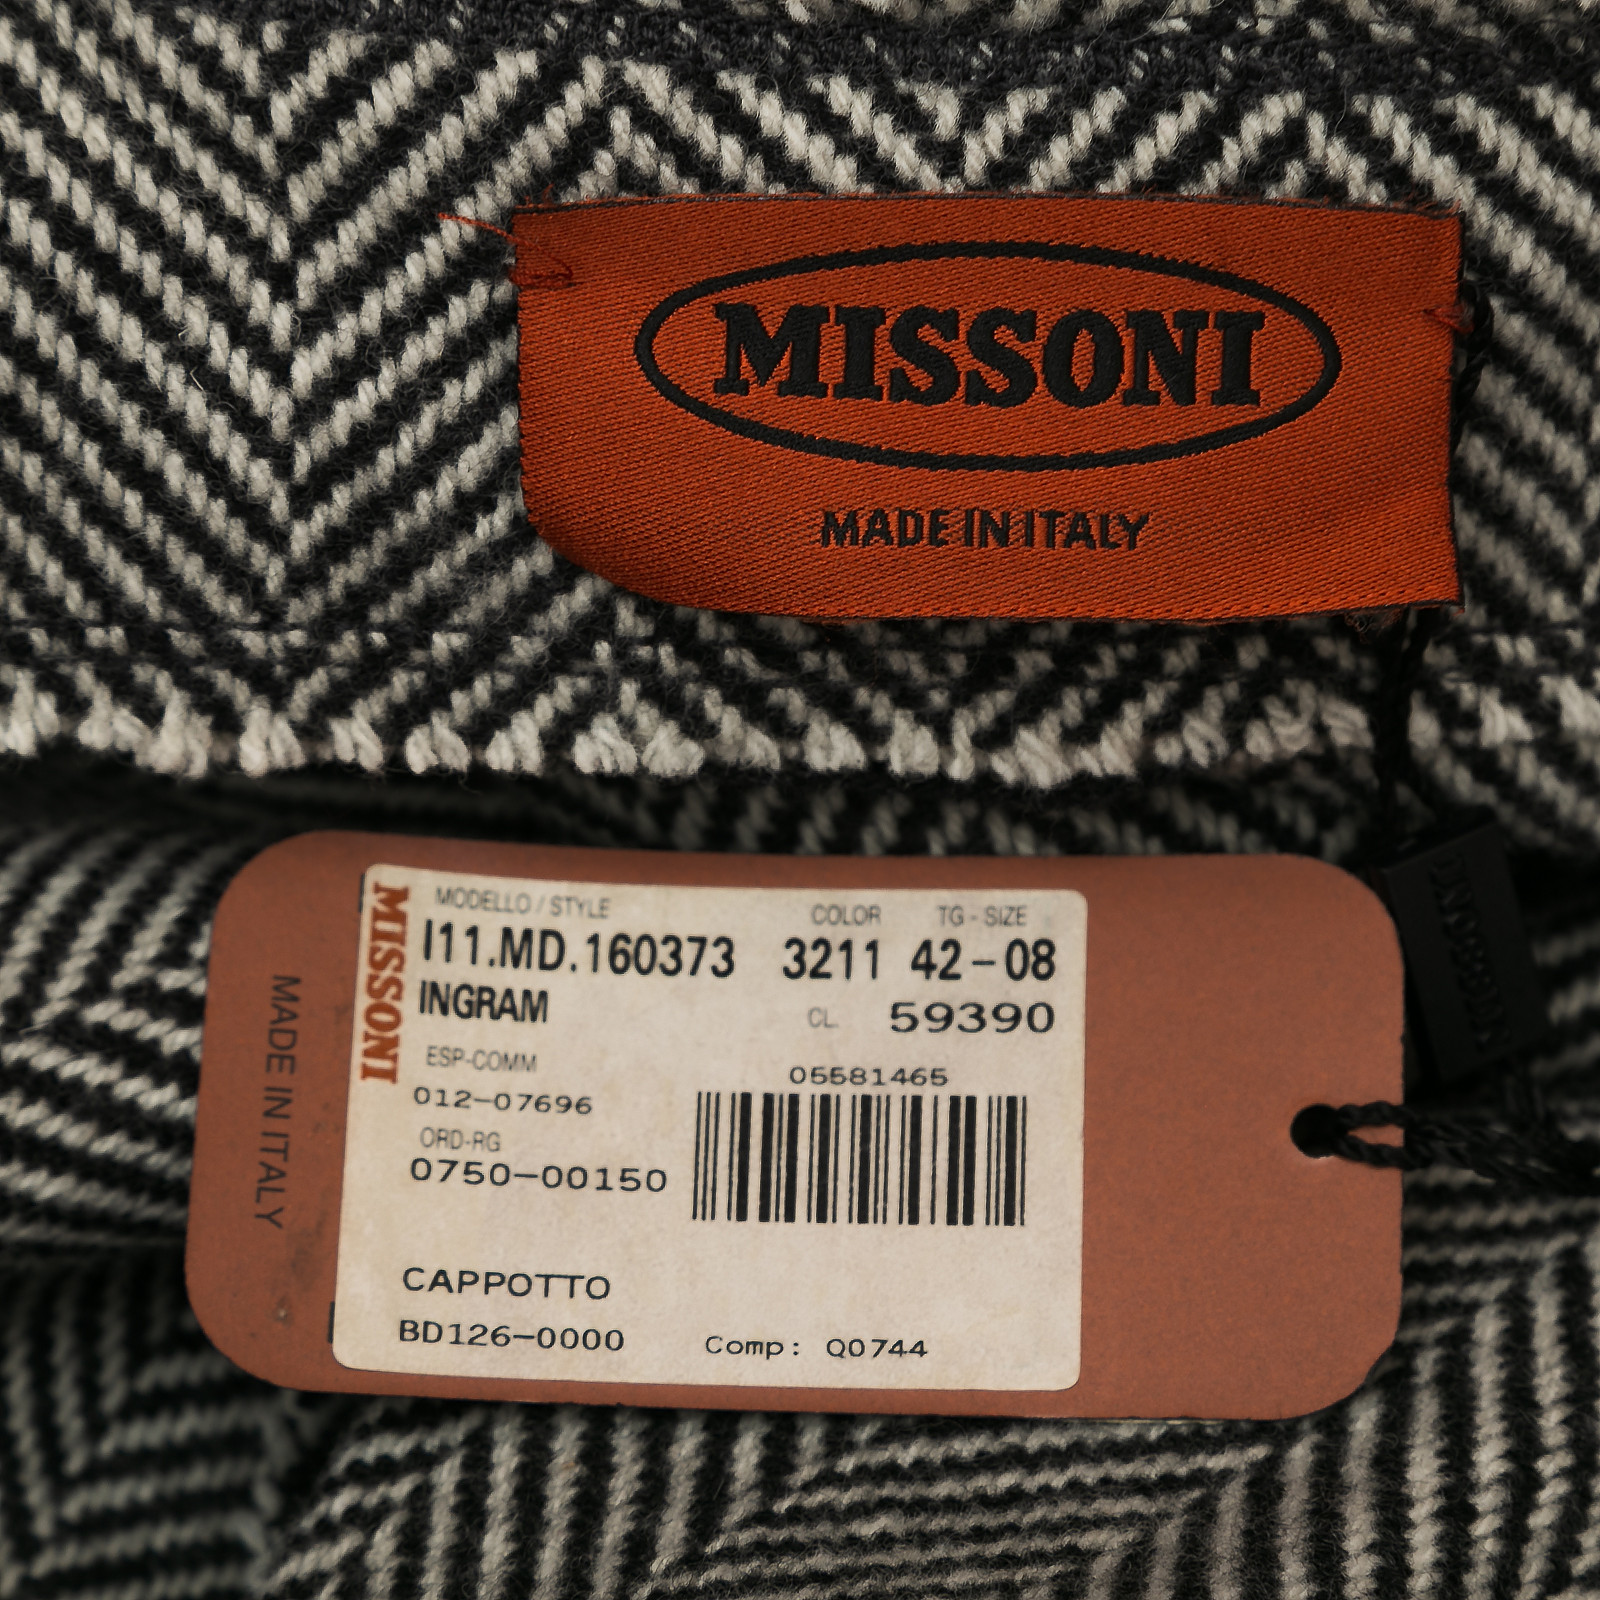 MISSONI
MADE IN ITALY
MISSONI
MADE IN ITALY
MISSONI
MODELLO / STYLE COLOR TG - SIZE
I11.MD.160373 3211 42-08
INGRAM CL. 59390
ESP-COMM 05581465
012-07696
ORD-RG
0750-00150
CAPPOTTO
BD126-0000 Comp: Q0744